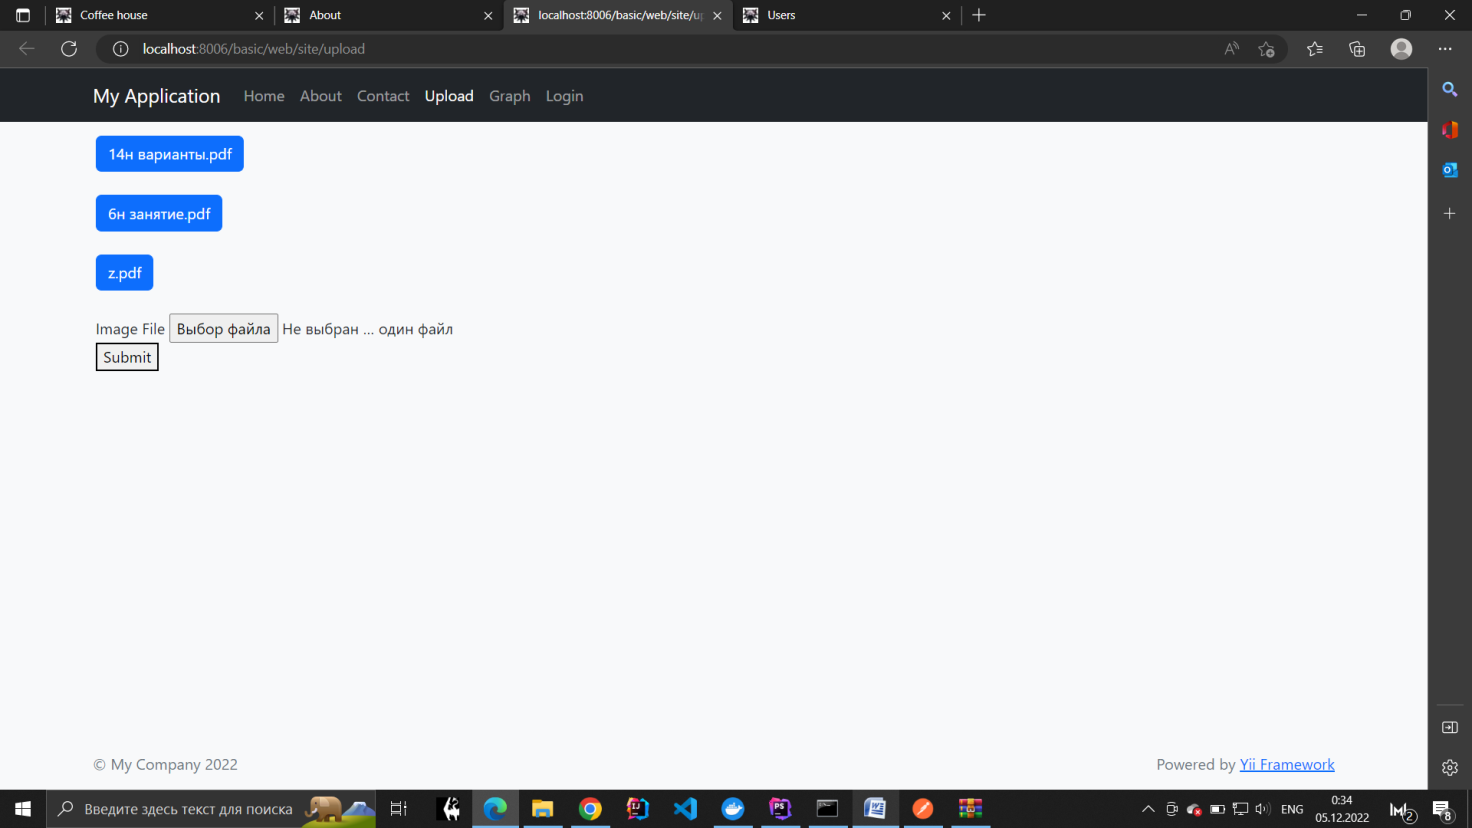 Coffee house
About
localhost:8006/basic/web/site/up
Users
localhost:8006/basic/web/site/upload
My Application Home About Contact Upload Graph Login
14н варианты.pdf
6н занятие.pdf
z.pdf
Image File Выбор файла Не выбран ... один файл
Submit
© My Company 2022
Powered by Yii Framework
Введите здесь текст для поиска
ENG
0:34
05.12.2022
2
8